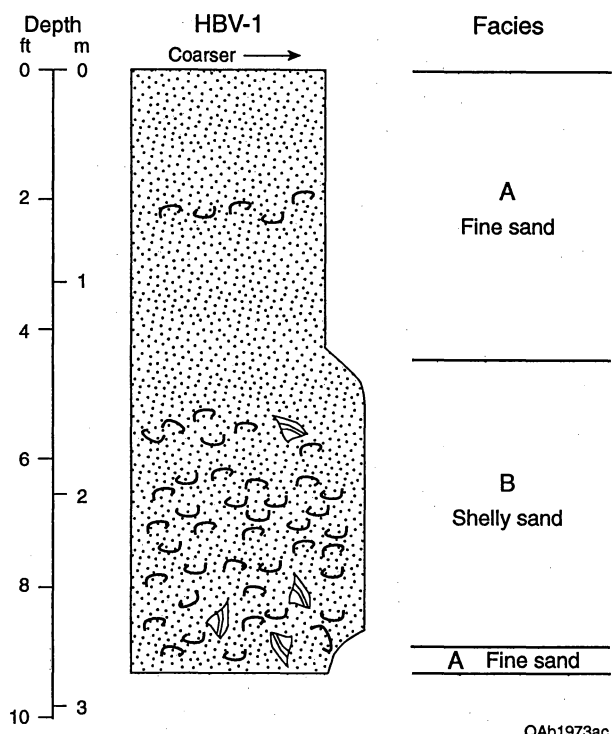 Depth
ft m
HBV-1
Coarser
Facies
0 0
2
1
4
6
2
8
3
10
A
Fine sand
B
Shelly sand
A Fine sand
QAb1973ac